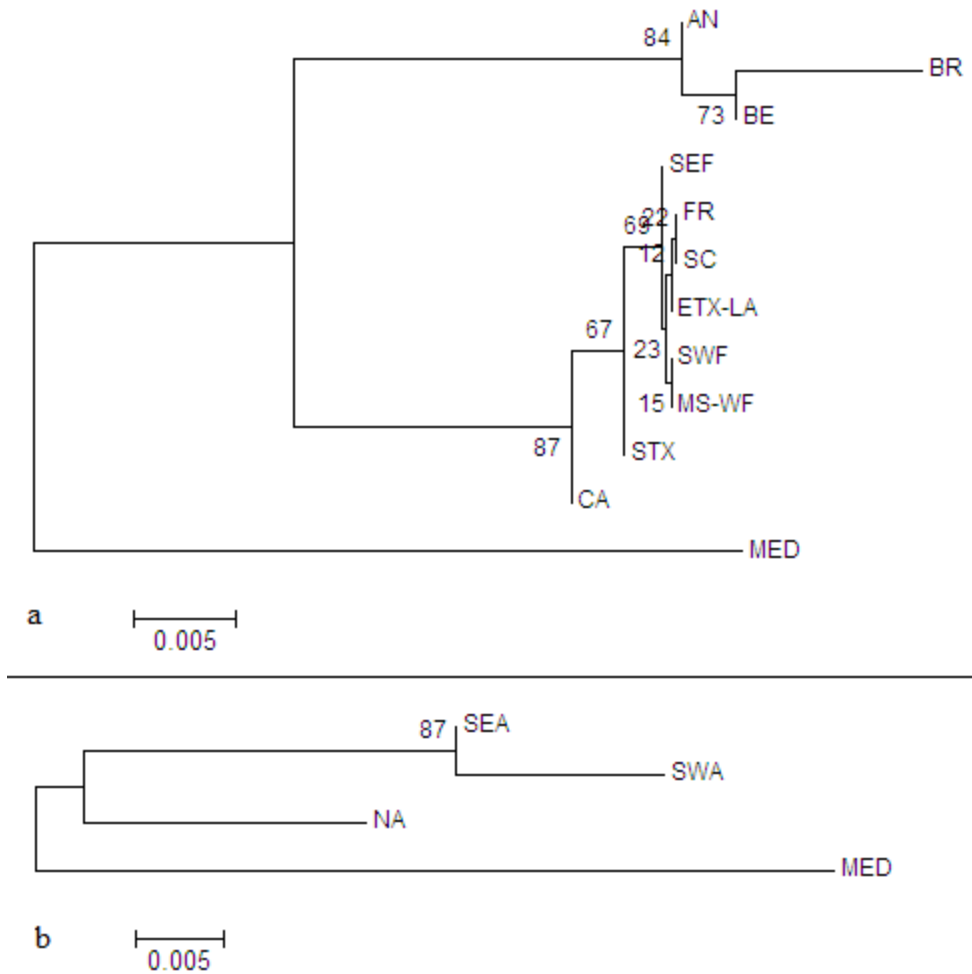 AN
84
BR
73
BE
SEF
22
FR
69
12
SC
ETX-LA
67
23
SWF
15
MS-WF
87
STX
CA
MED
a
0.005
87
SEA
SWA
NA
MED
b
0.005